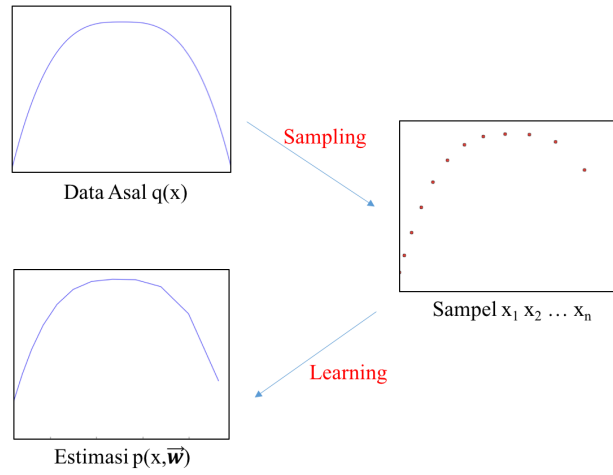 Data Asal q(x)
Sampling
Sampel x₁ x₂ … xₙ
Learning
Estimasi p(x,w⃗)